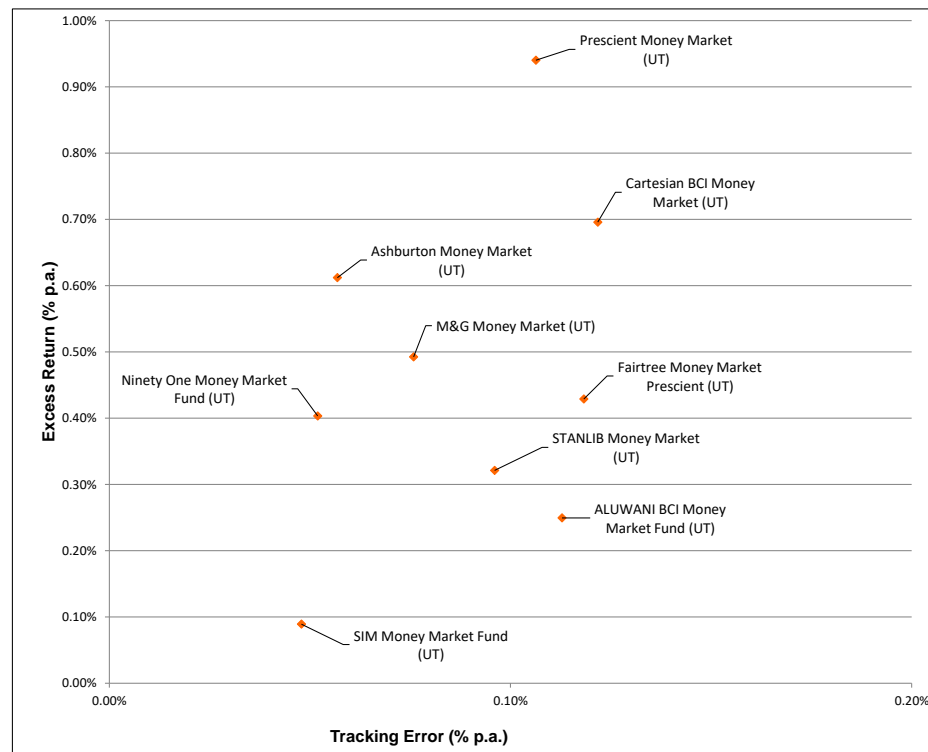 1.00%
Prescient Money Market
(UT)
0.90%
0.80%
Cartesian BCI Money
Market (UT)
0.70%
Ashburton Money Market
(UT)
0.60%
M&G Money Market (UT)
0.50%
Ninety One Money Market
Fund (UT)
Fairtree Money Market
Prescient (UT)
0.40%
STANLIB Money Market
(UT)
0.30%
ALUWANI BCI Money
Market Fund (UT)
0.20%
0.10%
SIM Money Market Fund
(UT)
0.00%
Excess Return (% p.a.)
0.00%
0.10%
0.20%
Tracking Error (% p.a.)